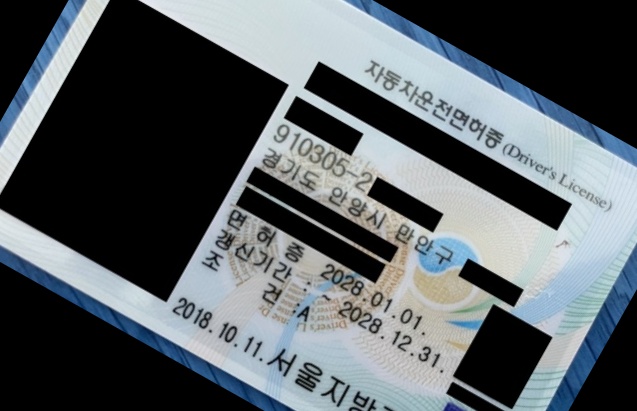 자동차운전면허증 (Driver's License)
910305-2
경기도 안양시 만안구
면 허 증
갱신기간 : 2028.01.01.
~ 2028.12.31.
조 건 :A
2018.10.11. 서울지방